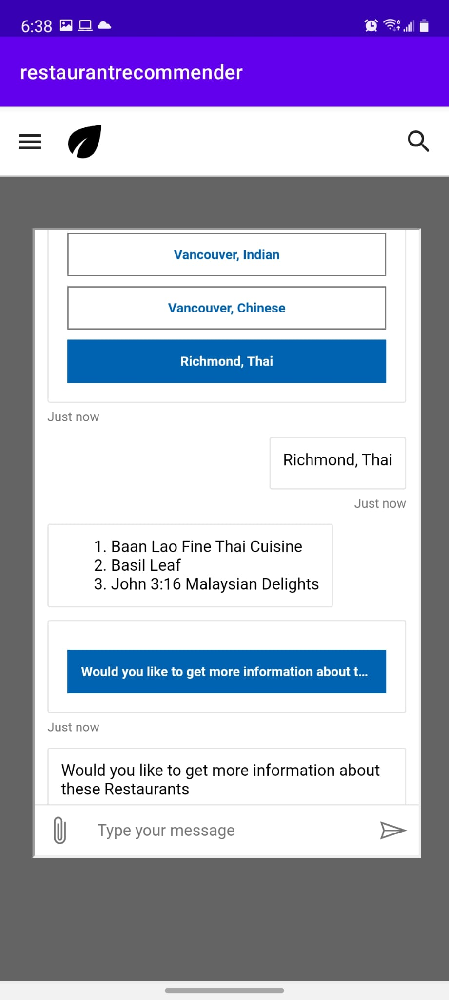 6:38
restaurantrecommender
Vancouver, Indian
Vancouver, Chinese
Richmond, Thai
Just now
Richmond, Thai
Just now
1. Baan Lao Fine Thai Cuisine
2. Basil Leaf
3. John 3:16 Malaysian Delights
Would you like to get more information about t...
Just now
Would you like to get more information about
these Restaurants
Type your message